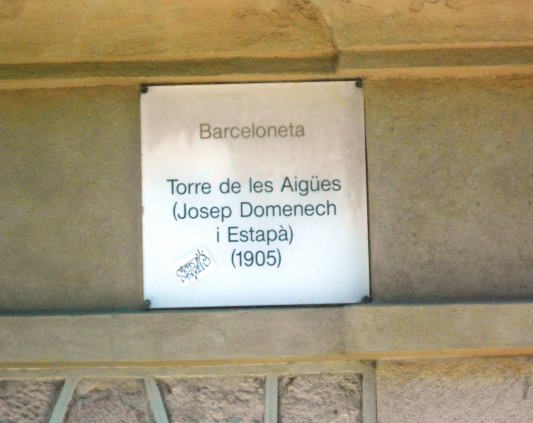 Barceloneta
Torre de les Aigües
(Josep Domenech
i Estapà)
(1905)